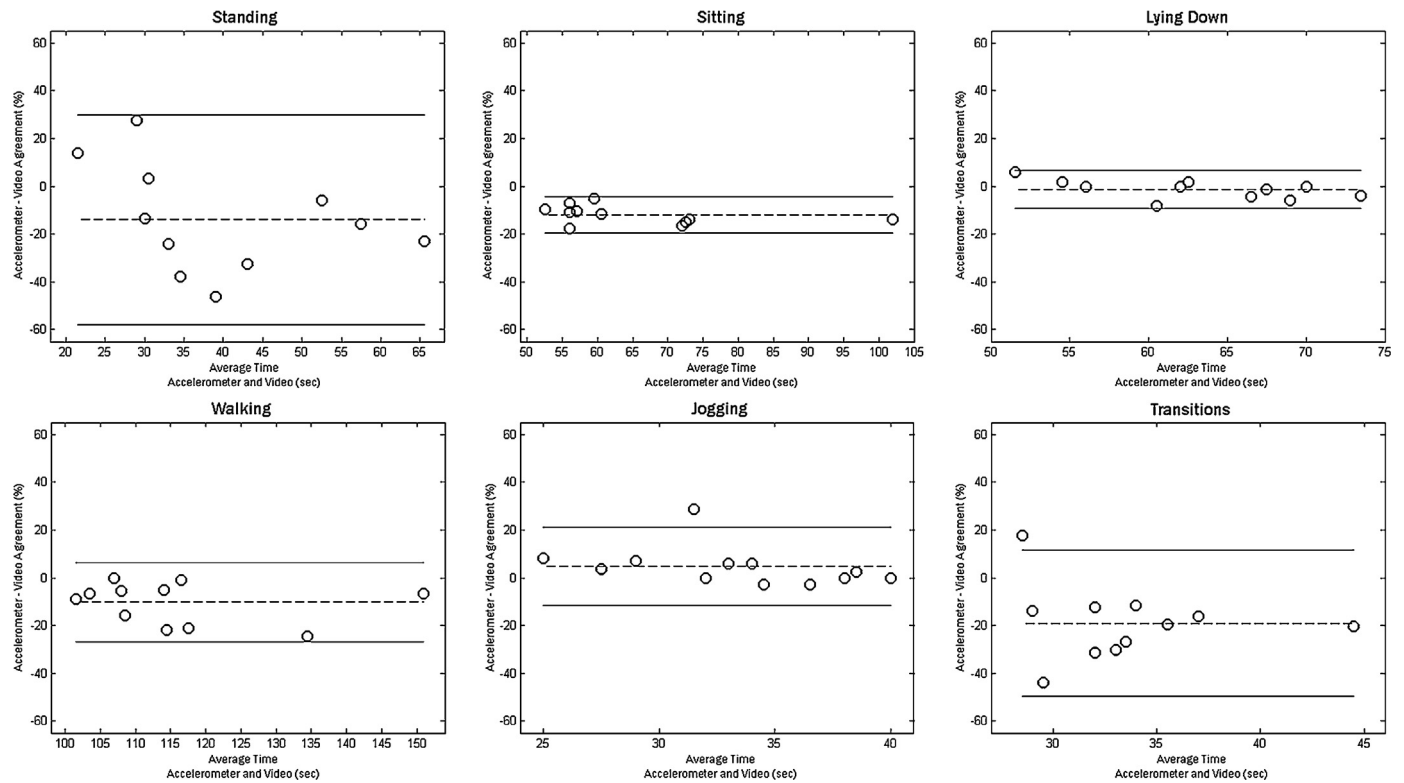 Standing
Accelerometer - Video Agreement (%)
60
40
20
0
-20
-40
-60
20 25 30 35 40 45 50 55 60 65
Average Time
Accelerometer and Video (sec)
Sitting
Accelerometer - Video Agreement (%)
60
40
20
0
-20
-40
-60
50 55 60 65 70 75 80 85 90 95 100 105
Average Time
Accelerometer and Video (sec)
Lying Down
Accelerometer - Video Agreement (%)
60
40
20
0
-20
-40
-60
50 55 60 65 70 75
Average Time
Accelerometer and Video (sec)
Walking
Accelerometer - Video Agreement (%)
60
40
20
0
-20
-40
-60
100 105 110 115 120 125 130 135 140 145 150
Average Time
Accelerometer and Video (sec)
Jogging
Accelerometer - Video Agreement (%)
60
40
20
0
-20
-40
-60
25 30 35 40
Average Time
Accelerometer and Video (sec)
Transitions
Accelerometer - Video Agreement (%)
60
40
20
0
-20
-40
-60
30 35 40 45
Average Time
Accelerometer and Video (sec)